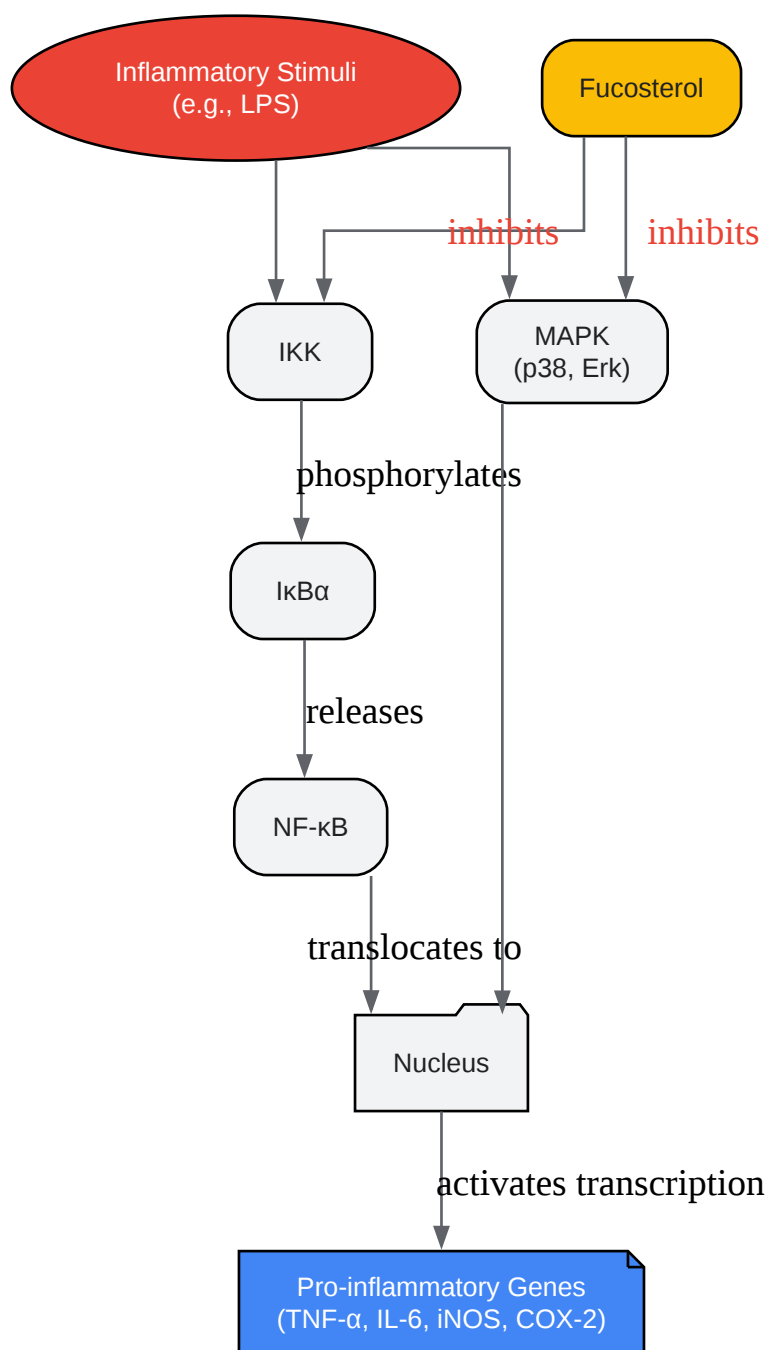 Inflammatory Stimuli
(e.g., LPS)
Fucosterol
inhibits
inhibits
IKK
MAPK
(p38, Erk)
phosphorylates
IκBα
releases
NF-κB
translocates to
Nucleus
activates transcription
Pro-inflammatory Genes
(TNF-α, IL-6, iNOS, COX-2)